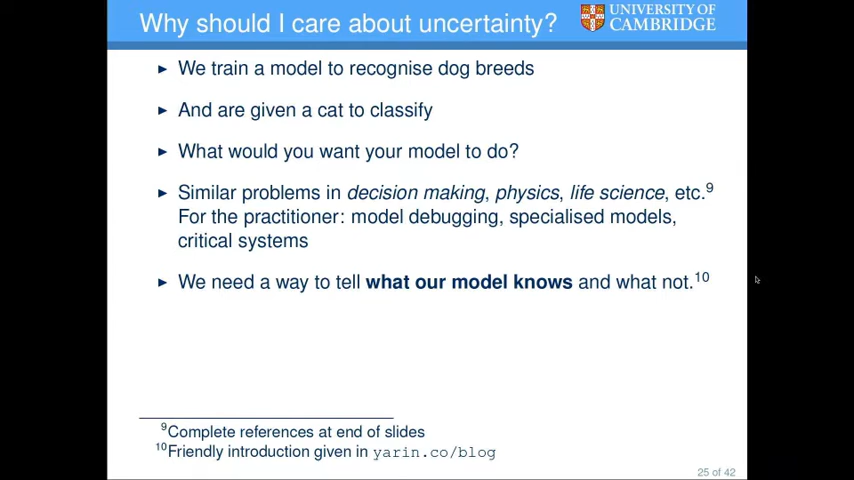 Why should I care about uncertainty?
UNIVERSITY OF
CAMBRIDGE
► We train a model to recognise dog breeds
► And are given a cat to classify
► What would you want your model to do?
► Similar problems in decision making, physics, life science, etc.9
For the practitioner: model debugging, specialised models,
critical systems
► We need a way to tell what our model knows and what not.10
9Complete references at end of slides
10Friendly introduction given in yarin.co/blog
25 of 42